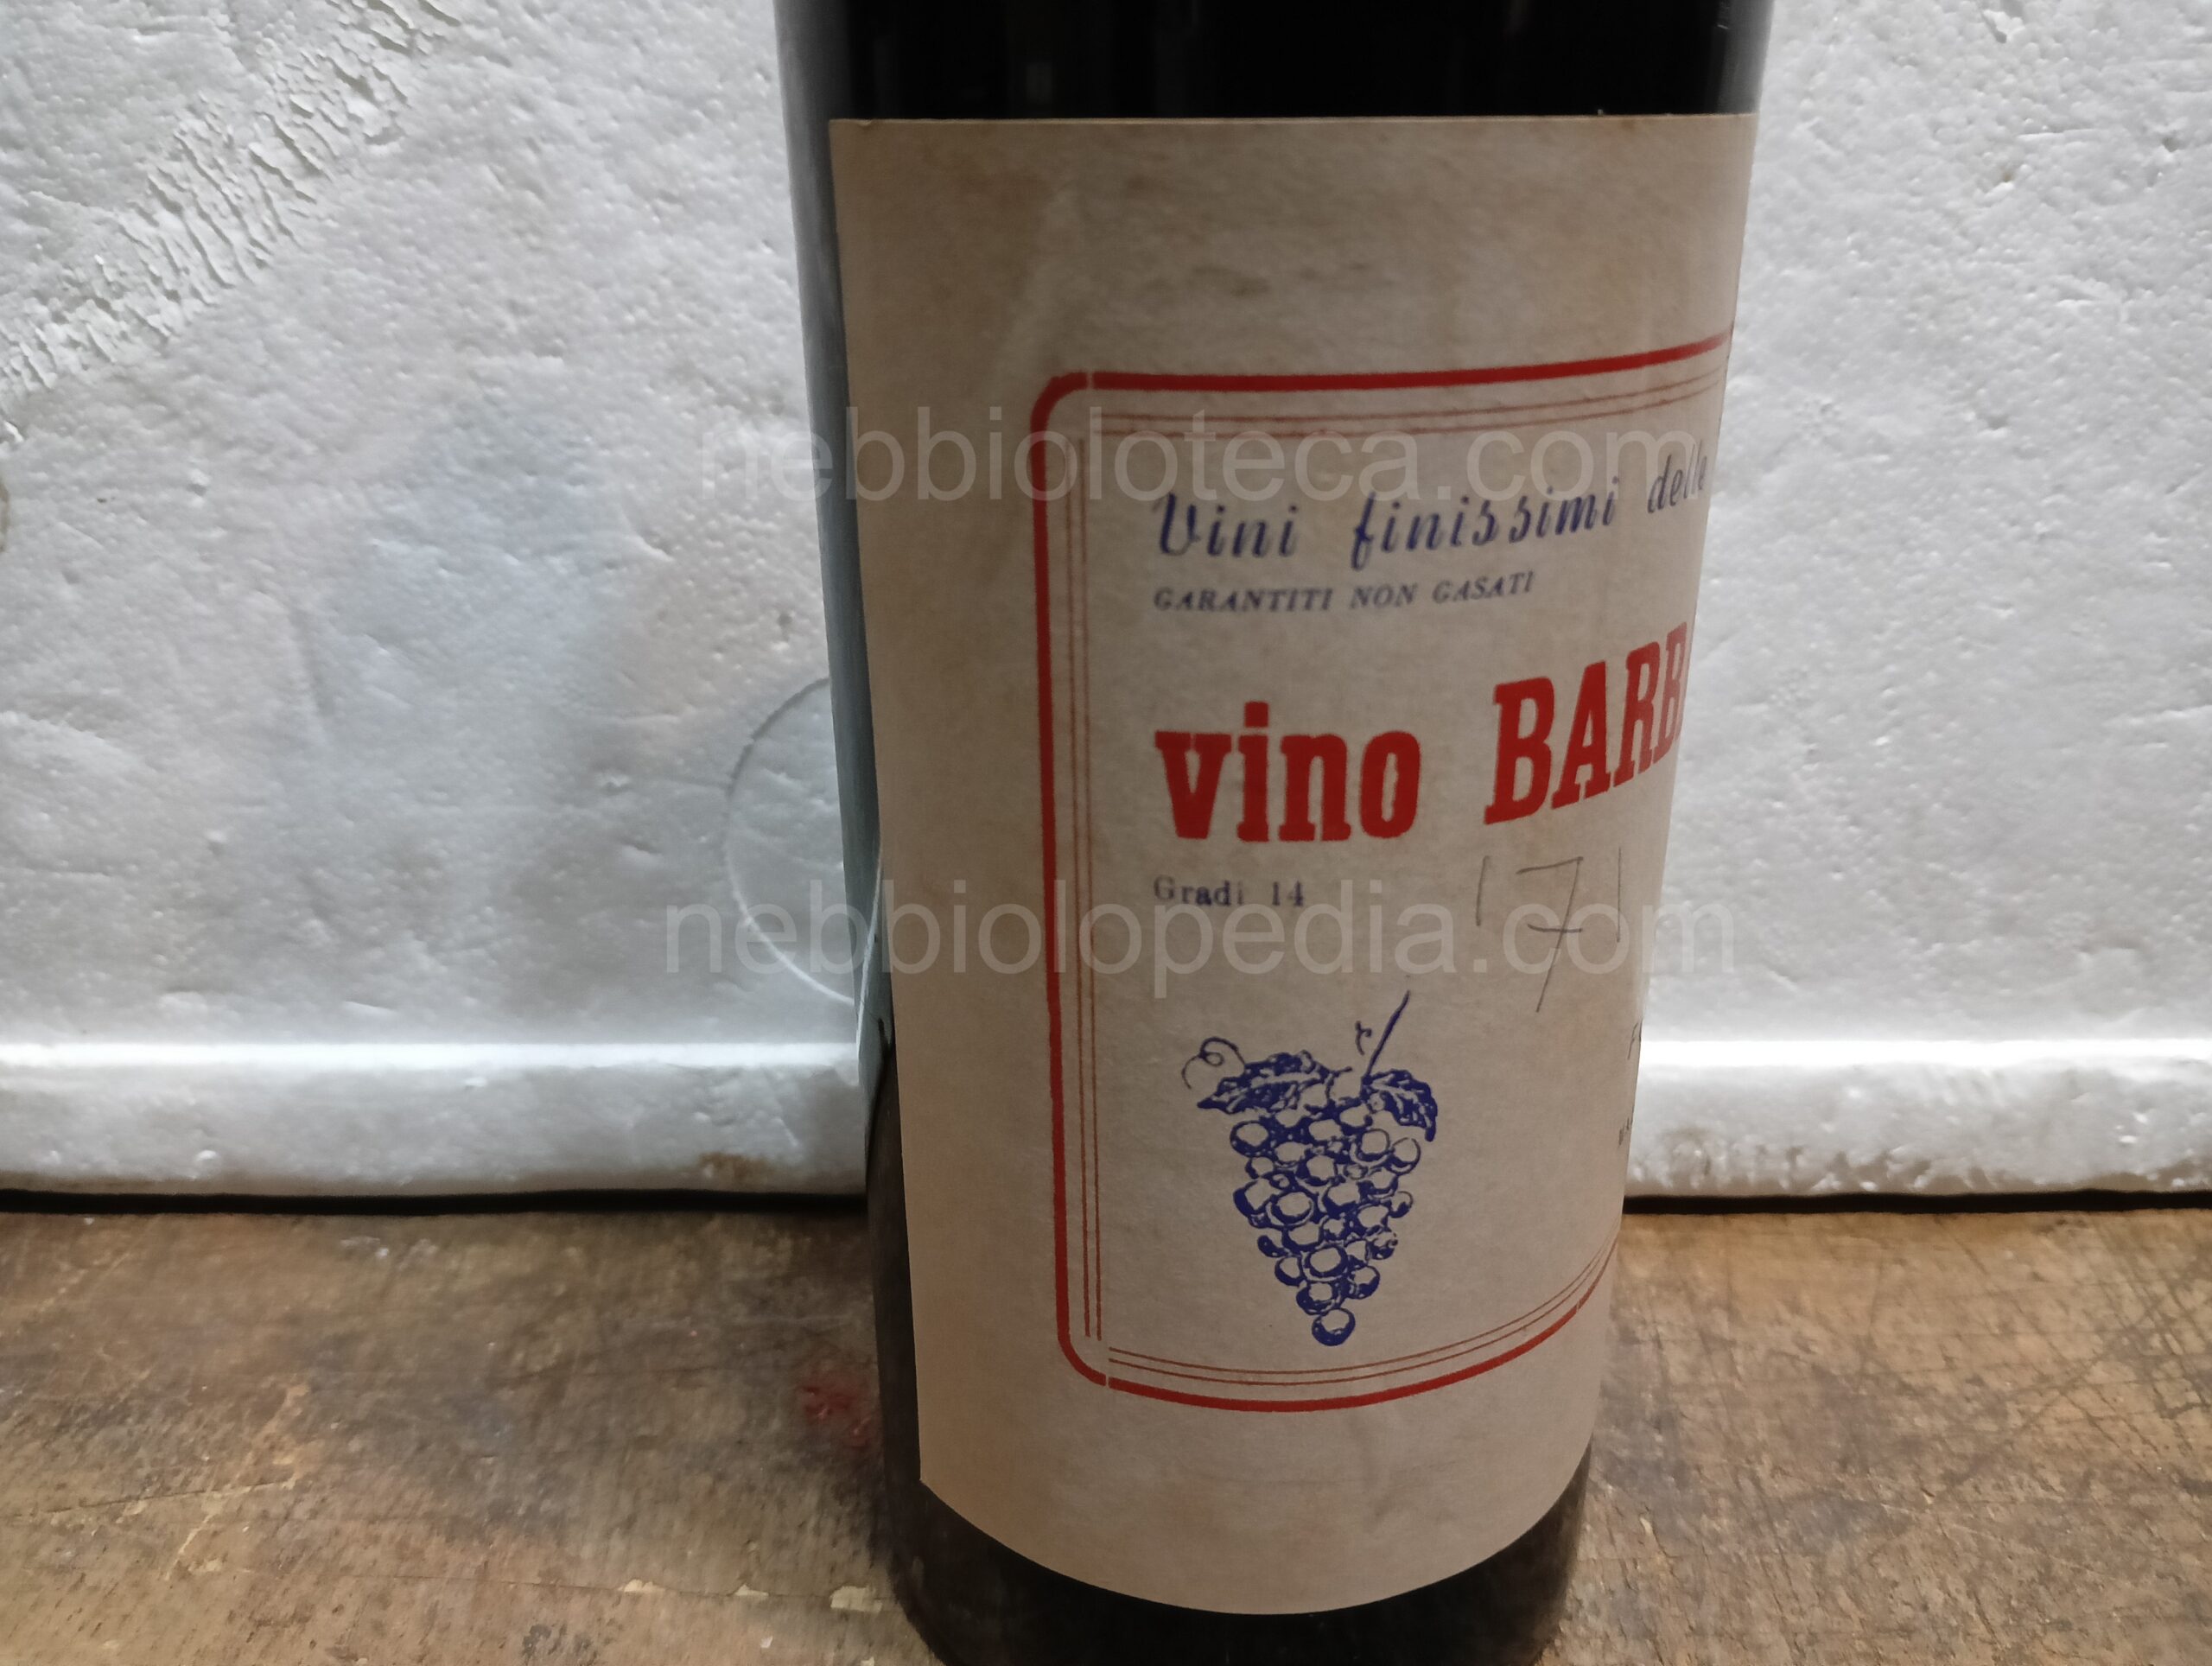 nebbioloteca.com
Vini finissimi delle
GARANTITI NON GASATI
vino BARB
Gradi 14
'71
nebbiolopedia.com